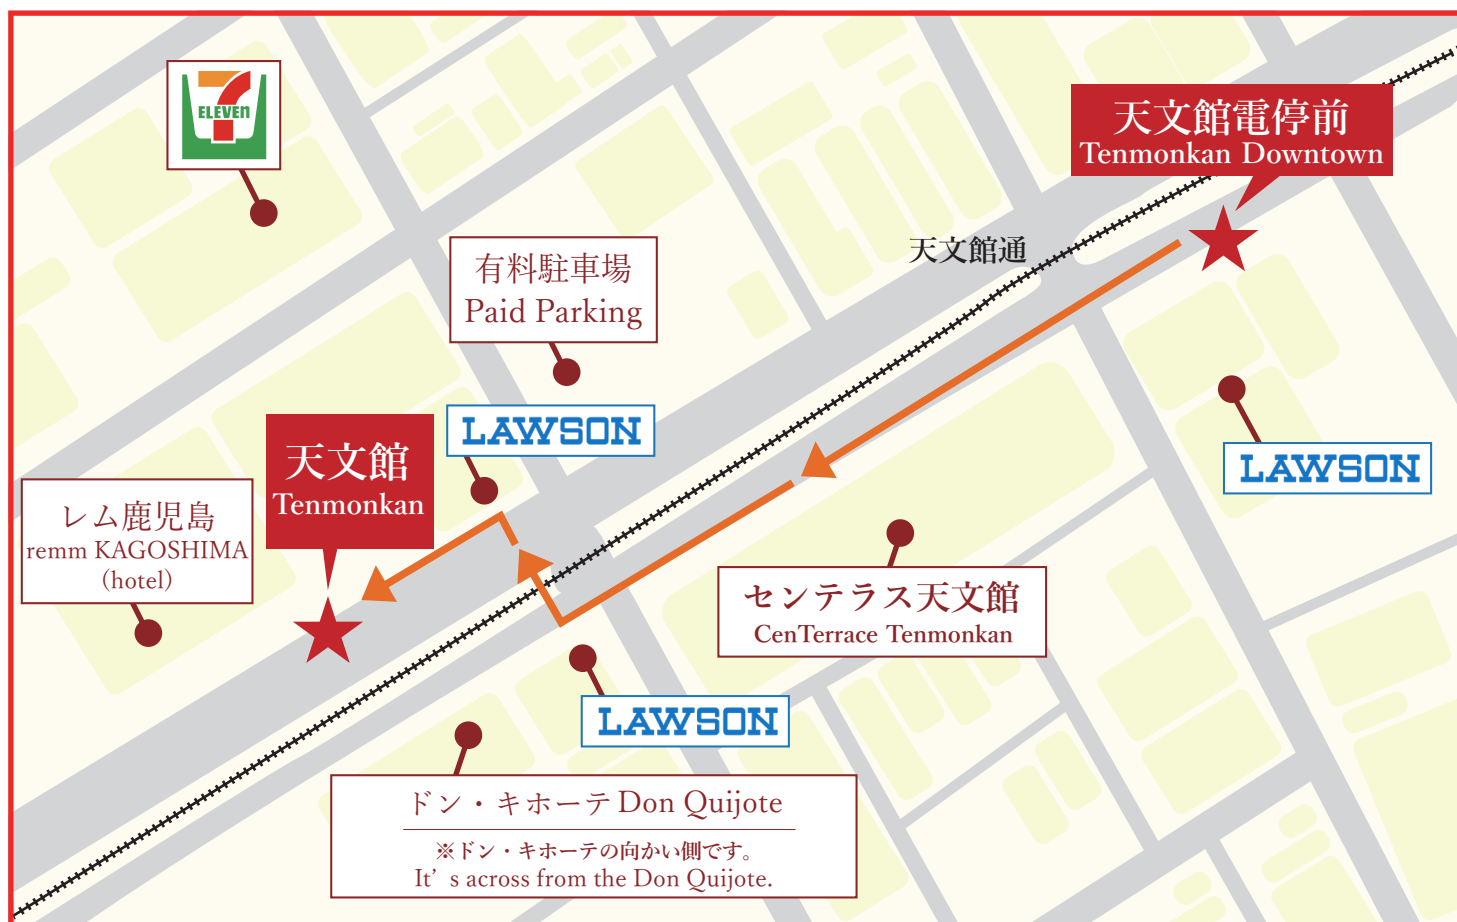 7
ELEVEN
天文館電停前
Tenmonkan Downtown
天文館通
有料駐車場
Paid Parking
LAWSON
天文館
Tenmonkan
LAWSON
レム鹿児島
remm KAGOSHIMA
(hotel)
センテラス天文館
CenTerrace Tenmonkan
LAWSON
ドン・キホーテ Don Quijote
※ドン・キホーテの向かい側です。
It’s across from the Don Quijote.